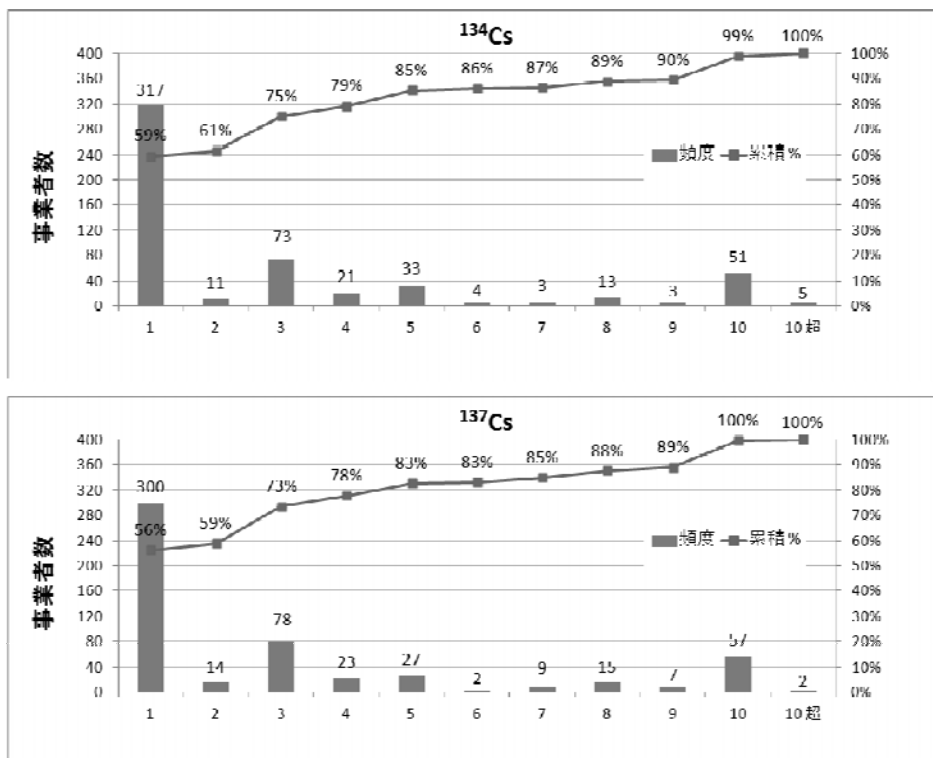 ¹³⁴Cs
事業者数
400 360 320 280 240 200 160 120 80 40 0
100% 90% 80% 70% 60% 50% 40% 30% 20% 10% 0%
59% 61% 75% 79% 85% 86% 87% 89% 90% 99% 100%
317 11 73 21 33 4 3 13 3 51 5
頻度 累積%
1 2 3 4 5 6 7 8 9 10 10超
¹³⁷Cs
事業者数
400 360 320 280 240 200 160 120 80 40 0
100% 90% 80% 70% 60% 50% 40% 30% 20% 10% 0%
56% 59% 73% 78% 83% 83% 85% 88% 89% 100% 100%
300 14 78 23 27 2 9 15 7 57 2
頻度 累積%
1 2 3 4 5 6 7 8 9 10 10超